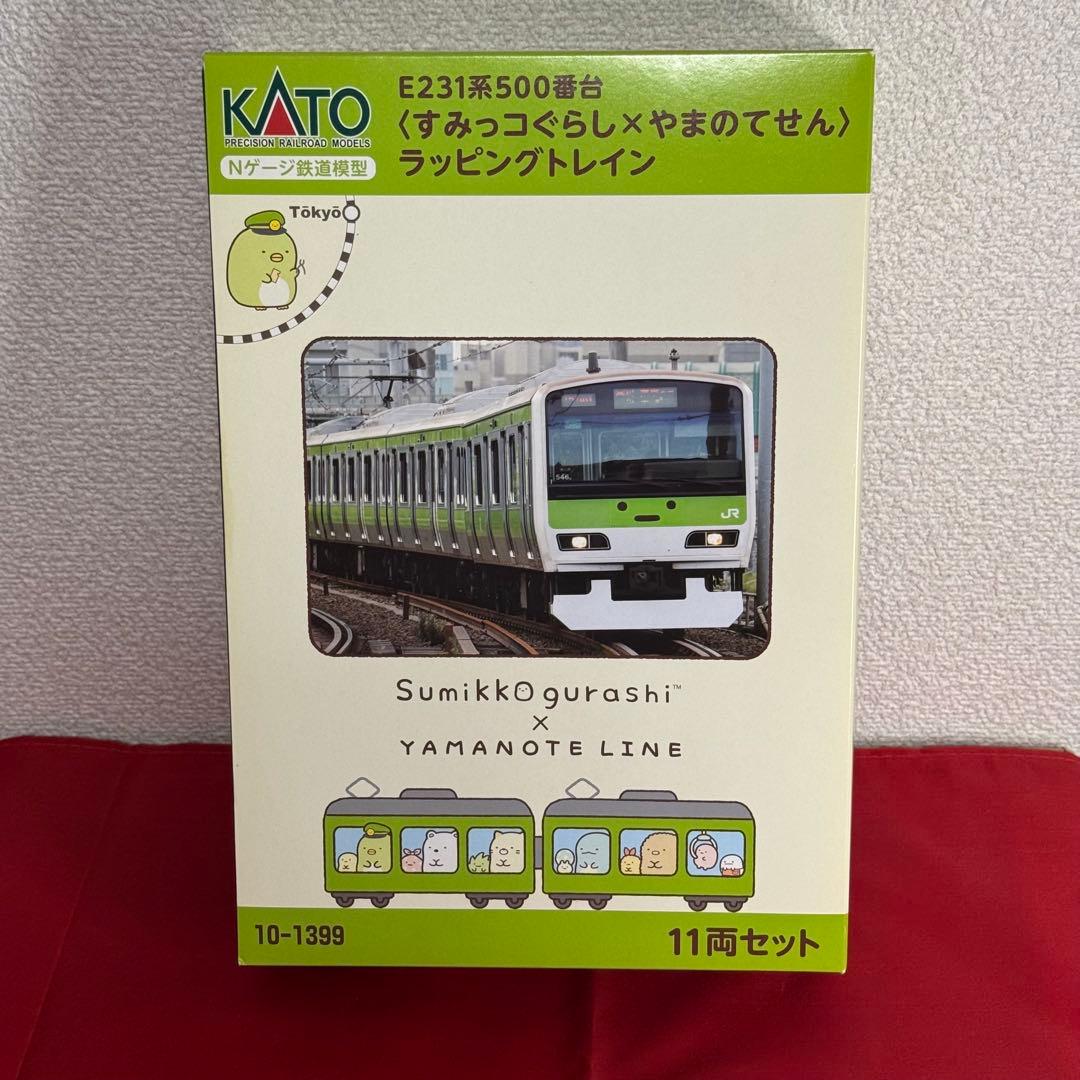 KATO
PRECISION RAILROAD MODELS
Nゲージ鉄道模型
E231系500番台
〈すみっコぐらし×やまのてせん〉
ラッピングトレイン
Tōkyō
546
JR
Sumikkogurashi™
×
YAMANOTE LINE
10-1399
11両セット